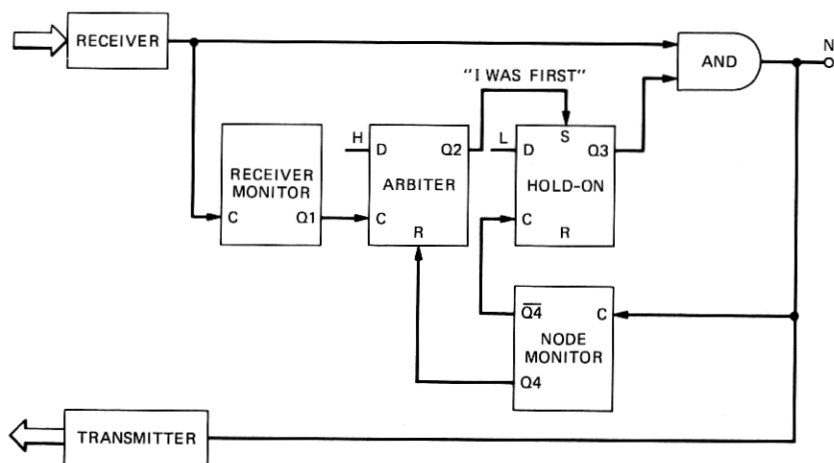 RECEIVER
AND
N
"I WAS FIRST"
H
D
Q2
L
D
S
Q3
RECEIVER
MONITOR
ARBITER
HOLD-ON
C
Q1
C
R
C
R
Q4
C
NODE
MONITOR
Q4
TRANSMITTER